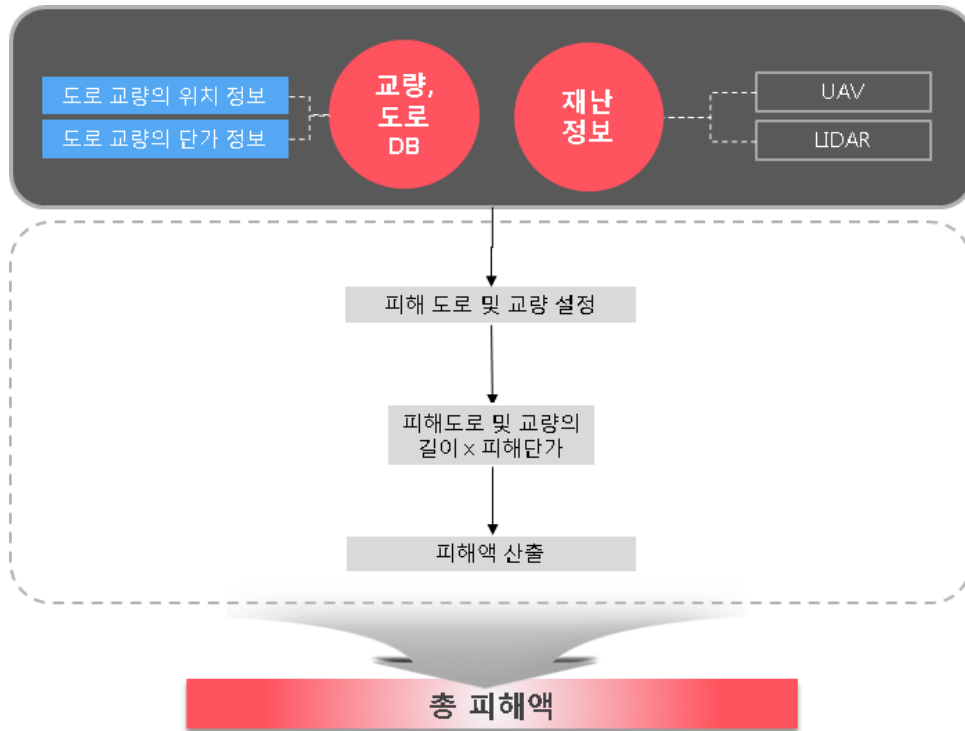 도로 교량의 위치 정보
도로 교량의 단가 정보
교량,
도로
DB
재난
정보
UAV
LIDAR
피해 도로 및 교량 설정
피해도로 및 교량의
길이 x 피해단가
피해액 산출
총 피해액